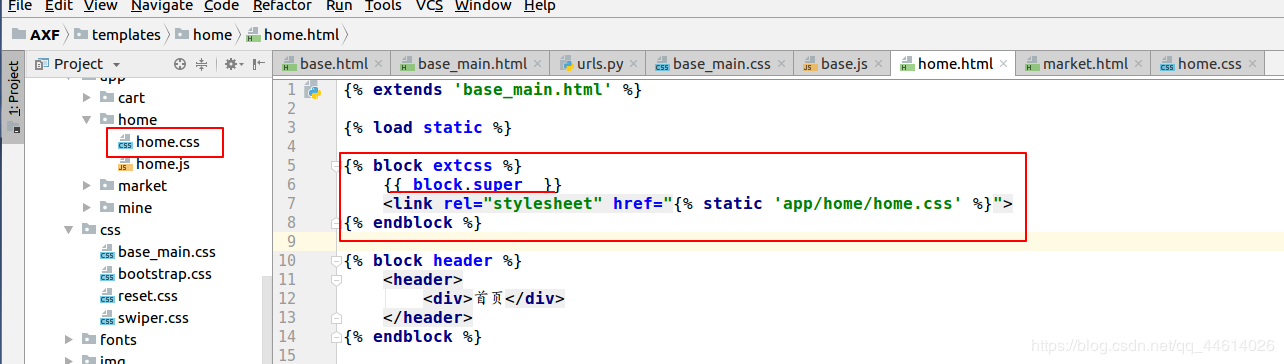 File Edit View Navigate Code Refactor Run Tools VCS Window Help
AXF templates home home.html
1: Project
Project
base.html base_main.html urls.py base_main.css base.js home.html market.html home.css
app
cart
home
home.css
home.js
market
mine
css
base_main.css
bootstrap.css
reset.css
swiper.css
fonts
img
1 {% extends 'base_main.html' %}
2
3 {% load static %}
4
5 {% block extcss %}
6 {{ block.super }}
7 <link rel="stylesheet" href="{% static 'app/home/home.css' %}">
8 {% endblock %}
9
10 {% block header %}
11 <header>
12 <div>首页</div>
13 </header>
14 {% endblock %}
15
https://blog.csdn.net/qq_44614026